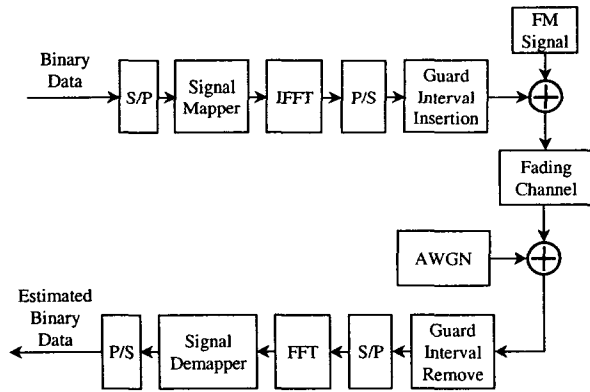 FM
Signal
Binary
Data
S/P
Signal
Mapper
IFFT
P/S
Guard
Interval
Insertion
Fading
Channel
AWGN
Estimated
Binary
Data
P/S
Signal
Demapper
FFT
S/P
Guard
Interval
Remove